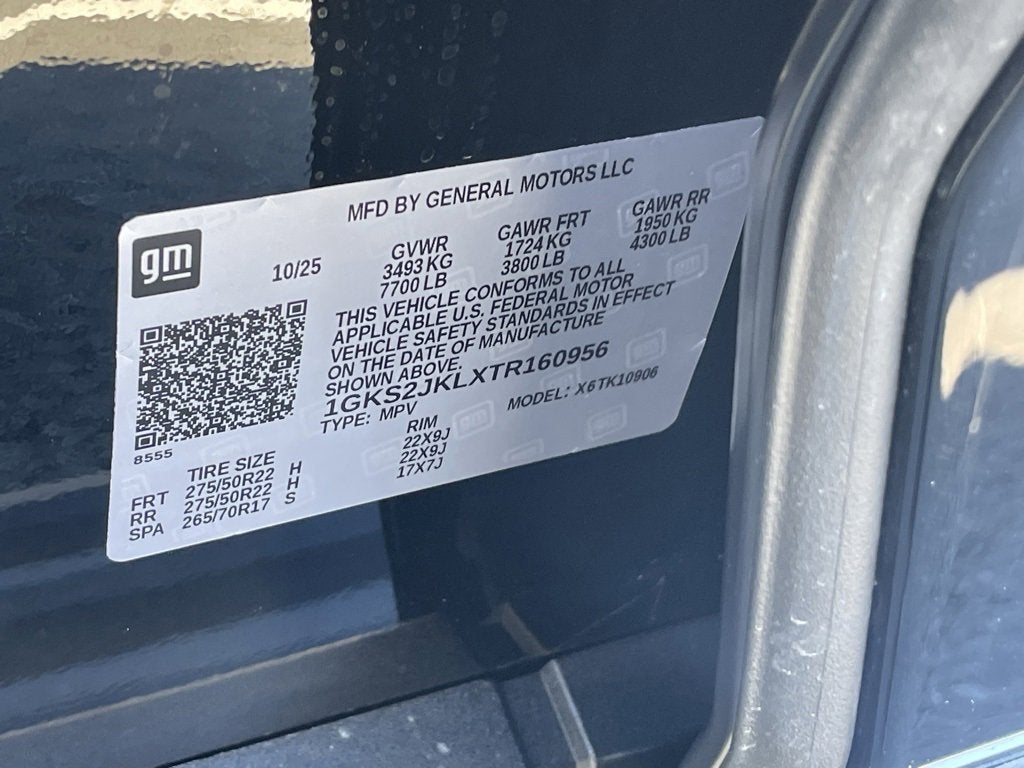 MFD BY GENERAL MOTORS LLC
gm
10/25
GVWR
3493 KG
7700 LB
GAWR FRT
1724 KG
3800 LB
GAWR RR
1950 KG
4300 LB
THIS VEHICLE CONFORMS TO ALL
APPLICABLE U.S. FEDERAL MOTOR
VEHICLE SAFETY STANDARDS IN EFFECT
ON THE DATE OF MANUFACTURE
SHOWN ABOVE.
1GKS2JKLXTR160956
TYPE: MPV MODEL: X6TK10906
8555
TIRE SIZE RIM
FRT 275/50R22 H 22X9J
RR 275/50R22 H 22X9J
SPA 265/70R17 S 17X7J